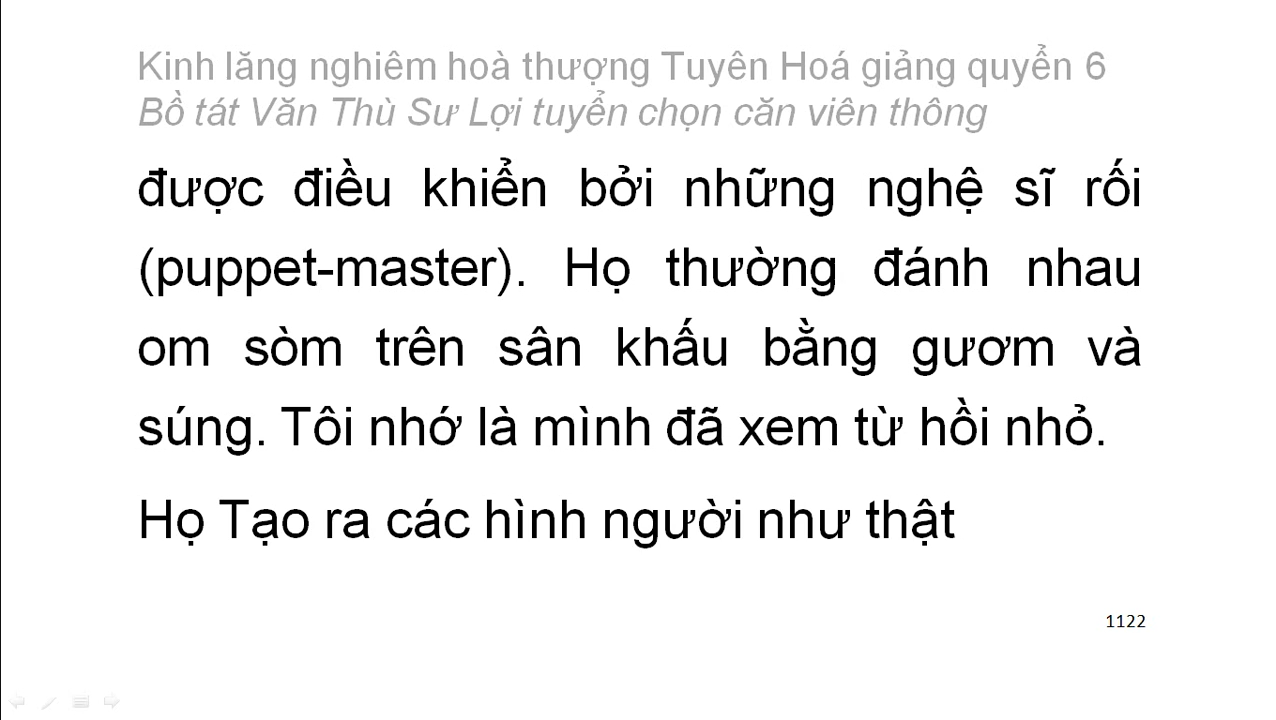 Kinh lăng nghiêm hoà thượng Tuyên Hoá giảng quyển 6
Bồ tát Văn Thù Sư Lợi tuyển chọn căn viên thông
được điều khiển bởi những nghệ sĩ rối
(puppet-master). Họ thường đánh nhau
om sòm trên sân khấu bằng gươm và
súng. Tôi nhớ là mình đã xem từ hồi nhỏ.
Họ Tạo ra các hình người như thật
1122